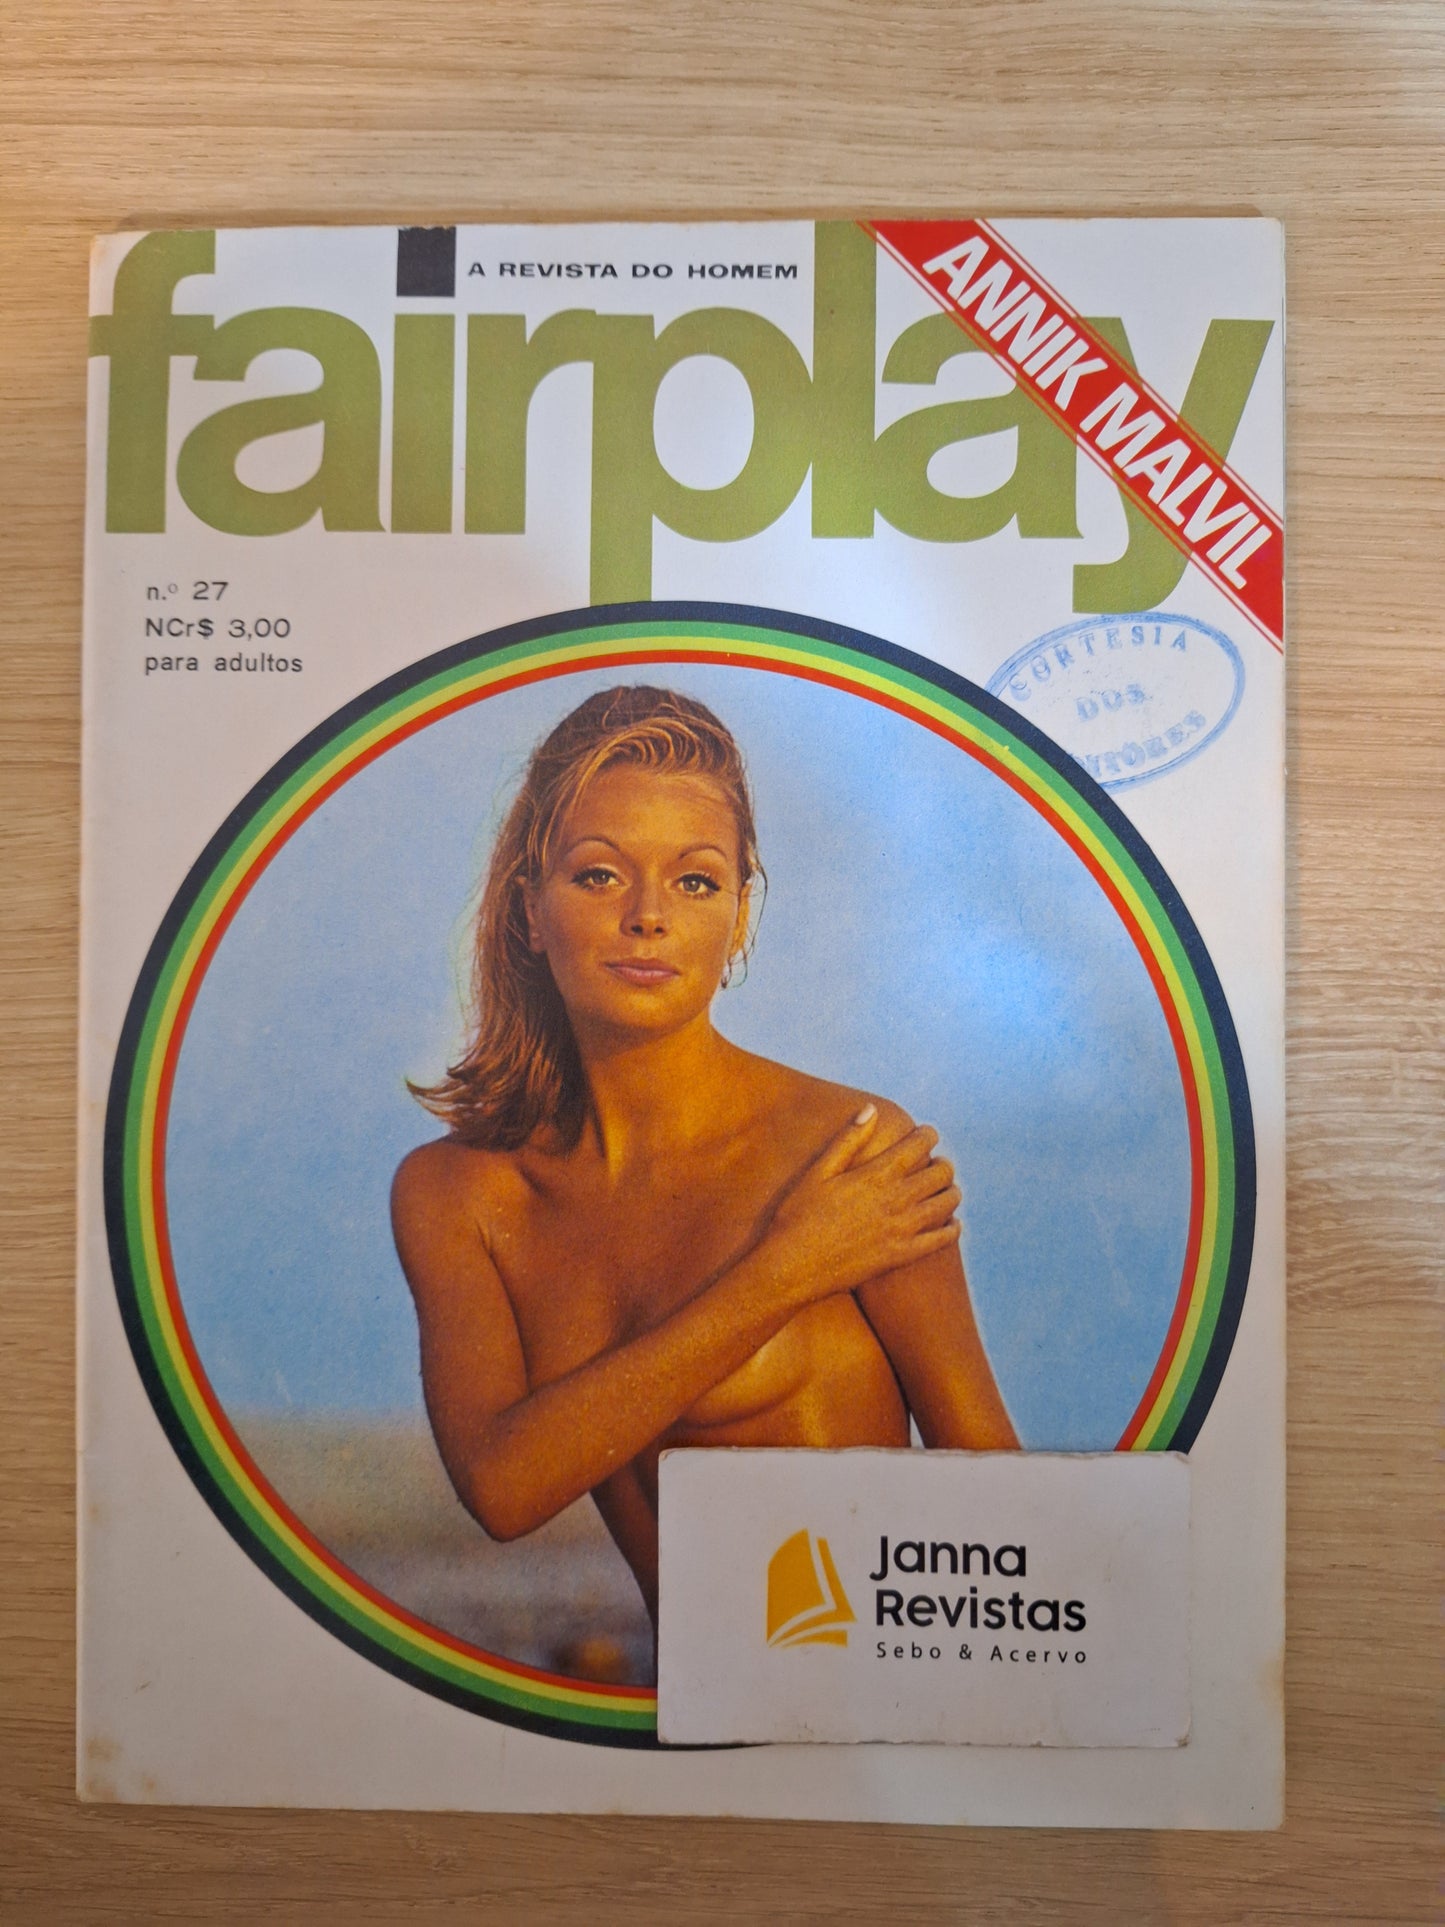 A REVISTA DO HOMEM
fairplay
ANNIK MALVIL
n.º 27
NCr$ 3,00
para adultos
CORTESIA
DOS
Janna
Revistas
Sebo & Acervo